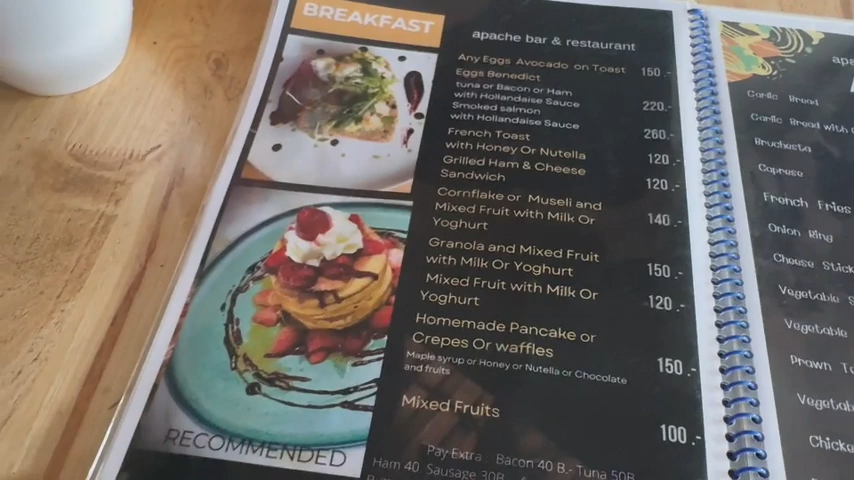 BREAKFAST
apache bar & restaurant
Any Eggs Avocado on Toast 150.-
Eggs Benedict
tuna or Bacon or Ham
with Hollandaise Sauce 220.-
Smoked salmon
with Hollandaise Sauce 260.-
French Toast
with Honey Or Nutella 120.-
Grilled Ham & Cheese
Sandwich 120.-
Cornflake or Museli and
Mixed Fruit with Milk Or 140.-
Yoghurt
Granola and Mixed Fruit
with Milk Or Yoghurt 150.-
Mixed Fruit with Milk Or 120.-
Yoghurt
Homemade Pancake or
Crepes Or waffles 150.-
Maple syrup or Honey or Nutella or Chocolate
and fruits
Mixed Fruits 100.-
RECOMMENDED
Pay Extra Bacon 40 B.- Tuna 50B
Ham 40 Sausage 30B
apa
Garlic Bread
Garlic Bread with
Bruchesta
Caprese
French Fries
Onion Ring
Cheese Stick
Vegetable
Vegetable
Prawn
Vegetab
Chicke